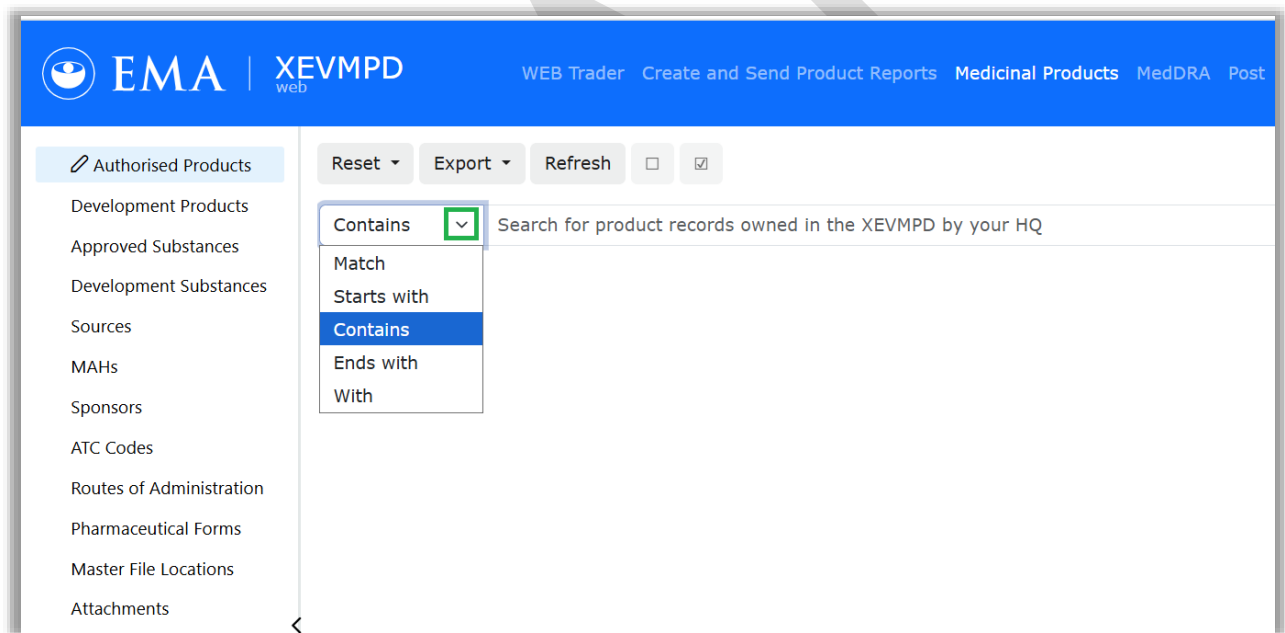 EMA | XEVMPD
web
WEB Trader Create and Send Product Reports Medicinal Products MedDRA Post
Authorised Products
Development Products
Approved Substances
Development Substances
Sources
MAHs
Sponsors
ATC Codes
Routes of Administration
Pharmaceutical Forms
Master File Locations
Attachments
Reset Export Refresh
Contains Search for product records owned in the XEVMPD by your HQ
Match
Starts with
Contains
Ends with
With